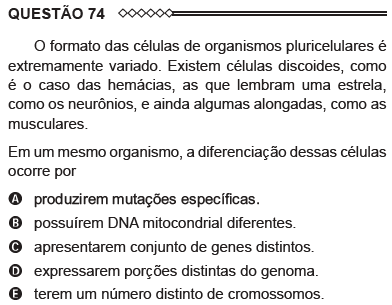 QUESTÃO 74
O formato das células de organismos pluricelulares é
extremamente variado. Existem células discoides, como
é o caso das hemácias, as que lembram uma estrela,
como os neurônios, e ainda algumas alongadas, como as
musculares.
Em um mesmo organismo, a diferenciação dessas células
ocorre por
A produzirem mutações específicas.
B possuírem DNA mitocondrial diferentes.
C apresentarem conjunto de genes distintos.
D expressarem porções distintas do genoma.
E terem um número distinto de cromossomos.